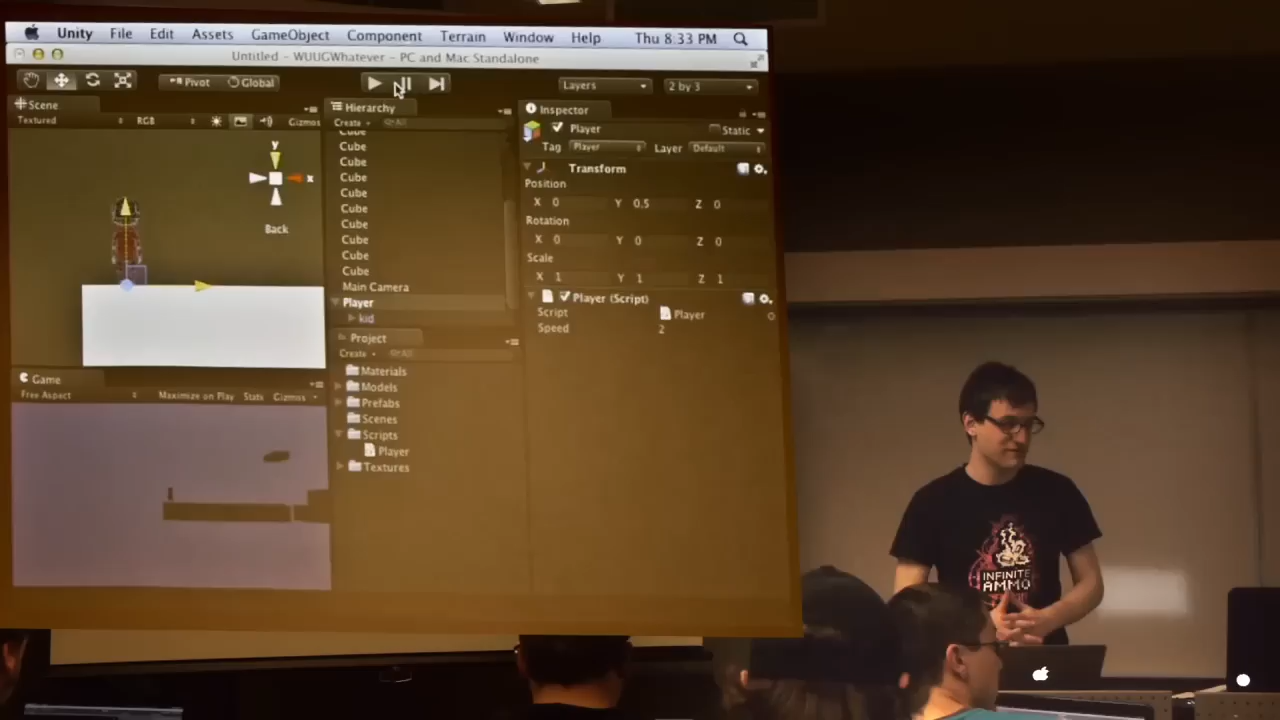 Unity File Edit Assets GameObject Component Terrain Window Help Thu 8:33 PM
Untitled - WUUGWhatever - PC and Mac Standalone
Pivot Global Layers 2 by 3
Scene
Textured RGB Gizmos
y
x
Back
Hierarchy
Create All
Cube
Cube
Cube
Cube
Cube
Cube
Cube
Cube
Cube
Cube
Main Camera
Player
kid
Project
Create All
Materials
Models
Prefabs
Scenes
Scripts
Player
Textures
Game
Free Aspect Maximize on Play Stats Gizmos
Inspector
Player Static
Tag Player Layer Default
Transform
Position
X 0 Y 0.5 Z 0
Rotation
X 0 Y 0 Z 0
Scale
X 1 Y 1 Z 1
Player (Script)
Script Player
Speed 2
INFINITE
AMMO